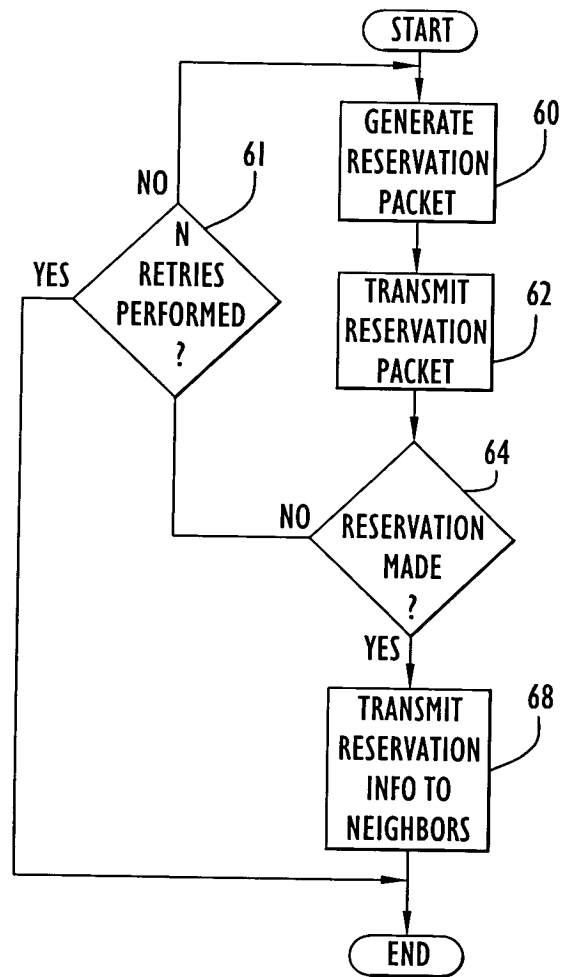 START
60
GENERATE
RESERVATION
PACKET
61
NO
N
RETRIES
PERFORMED
?
YES
62
TRANSMIT
RESERVATION
PACKET
64
NO
RESERVATION
MADE
?
YES
68
TRANSMIT
RESERVATION
INFO TO
NEIGHBORS
END